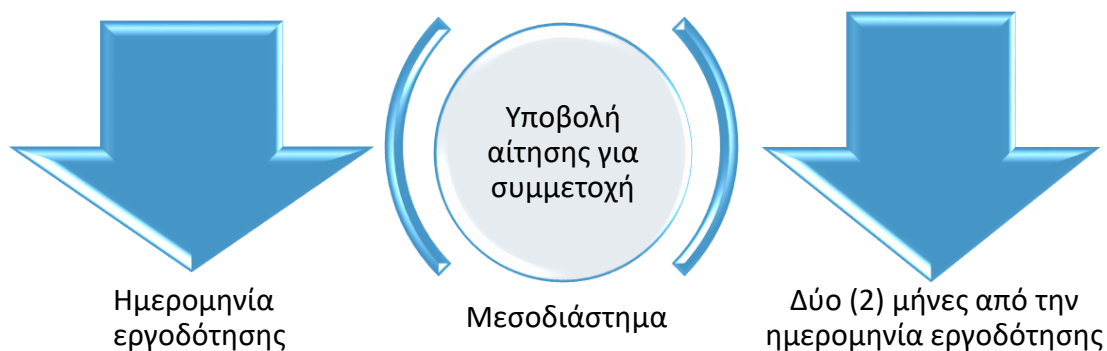 Υποβολή
αίτησης για
συμμετοχή
Ημερομηνία
εργοδότησης
Μεσοδιάστημα
Δύο (2) μήνες από την
ημερομηνία εργοδότησης